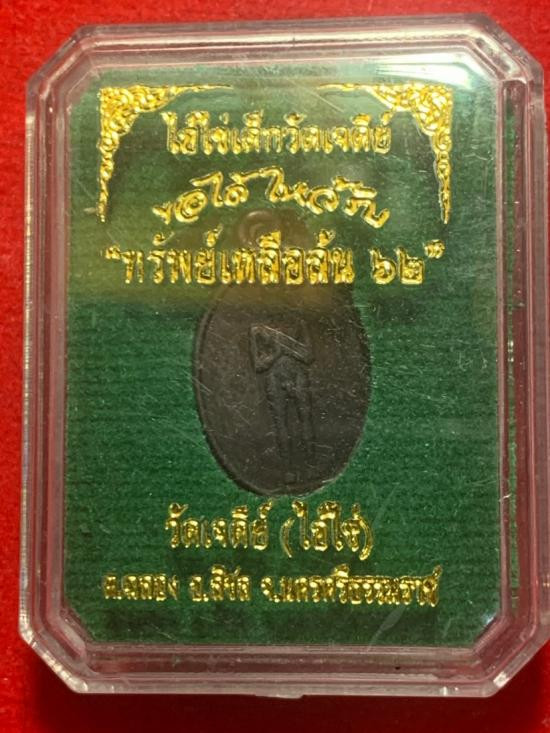 ไอ้ไข่เด็กวัดเจดีย์
ขอได้ไหว้รับ
“ทรัพย์เหลือล้น ๖๒”
วัดเจดีย์ (ไอ้ไข่)
ต.ฉลอง อ.สิชล จ.นครศรีธรรมราช